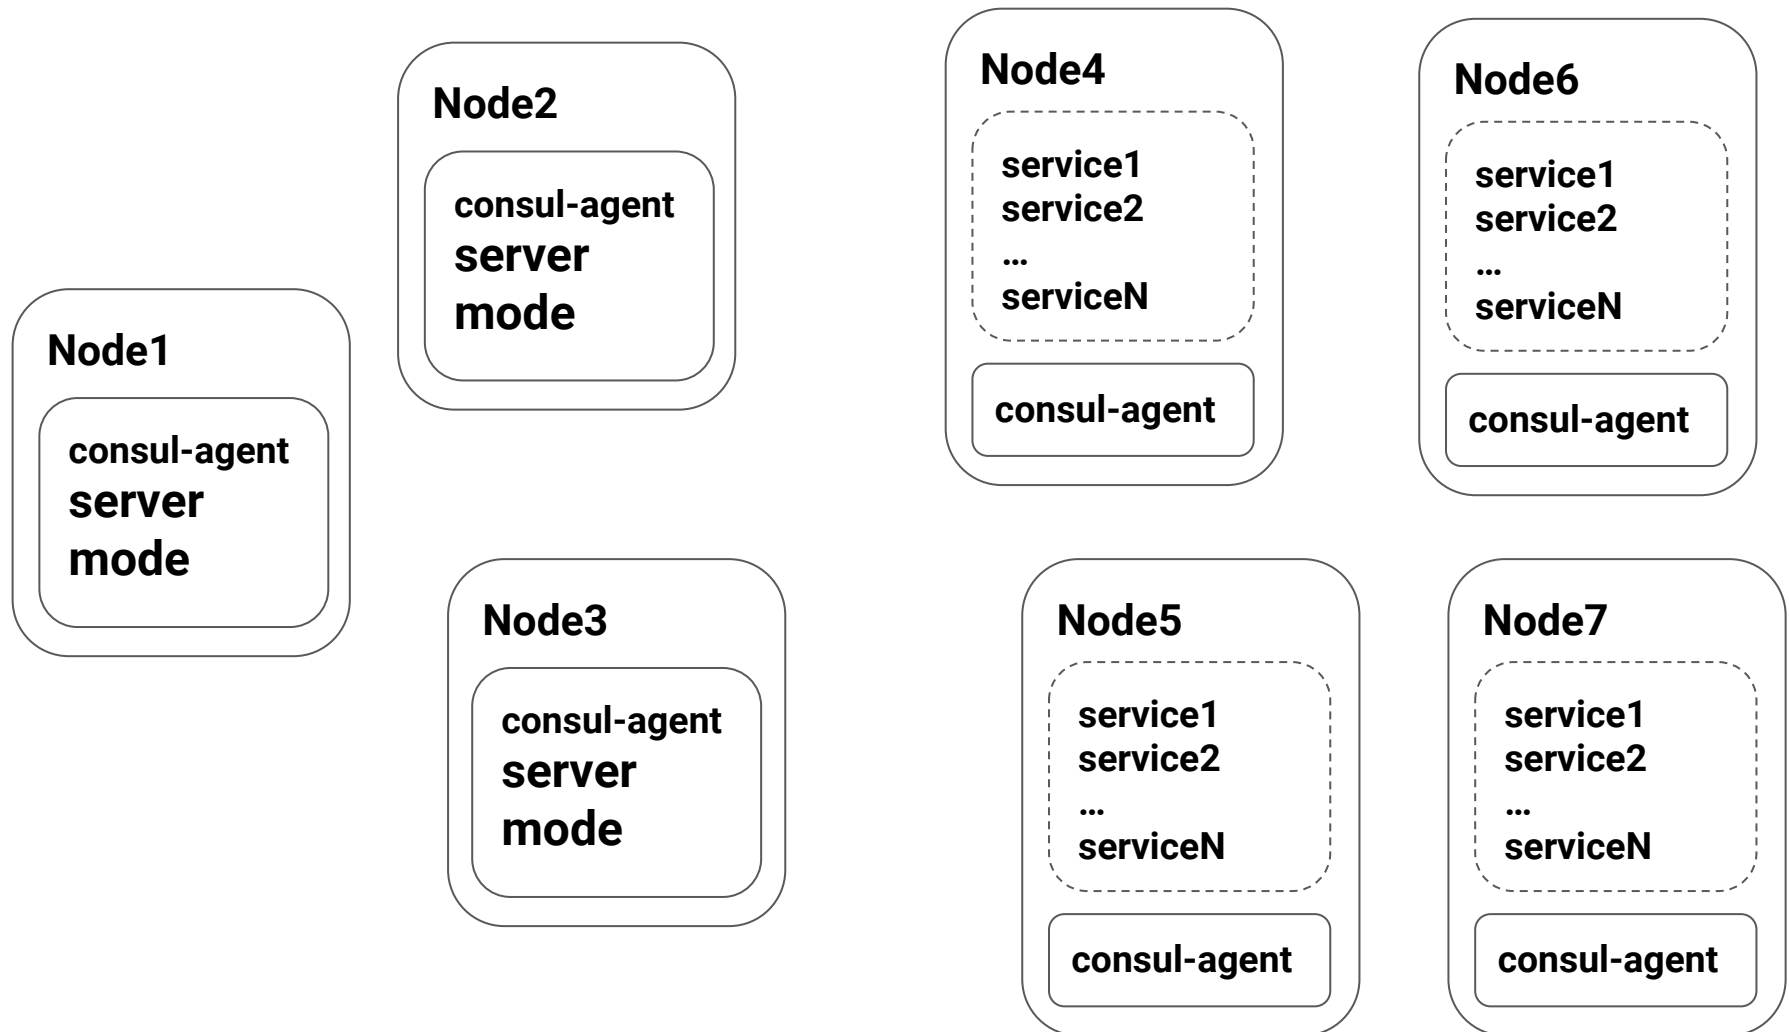 Node1
consul-agent
server
mode
Node2
consul-agent
server
mode
Node3
consul-agent
server
mode
Node4
service1
service2
...
serviceN
consul-agent
Node5
service1
service2
...
serviceN
consul-agent
Node6
service1
service2
...
serviceN
consul-agent
Node7
service1
service2
...
serviceN
consul-agent